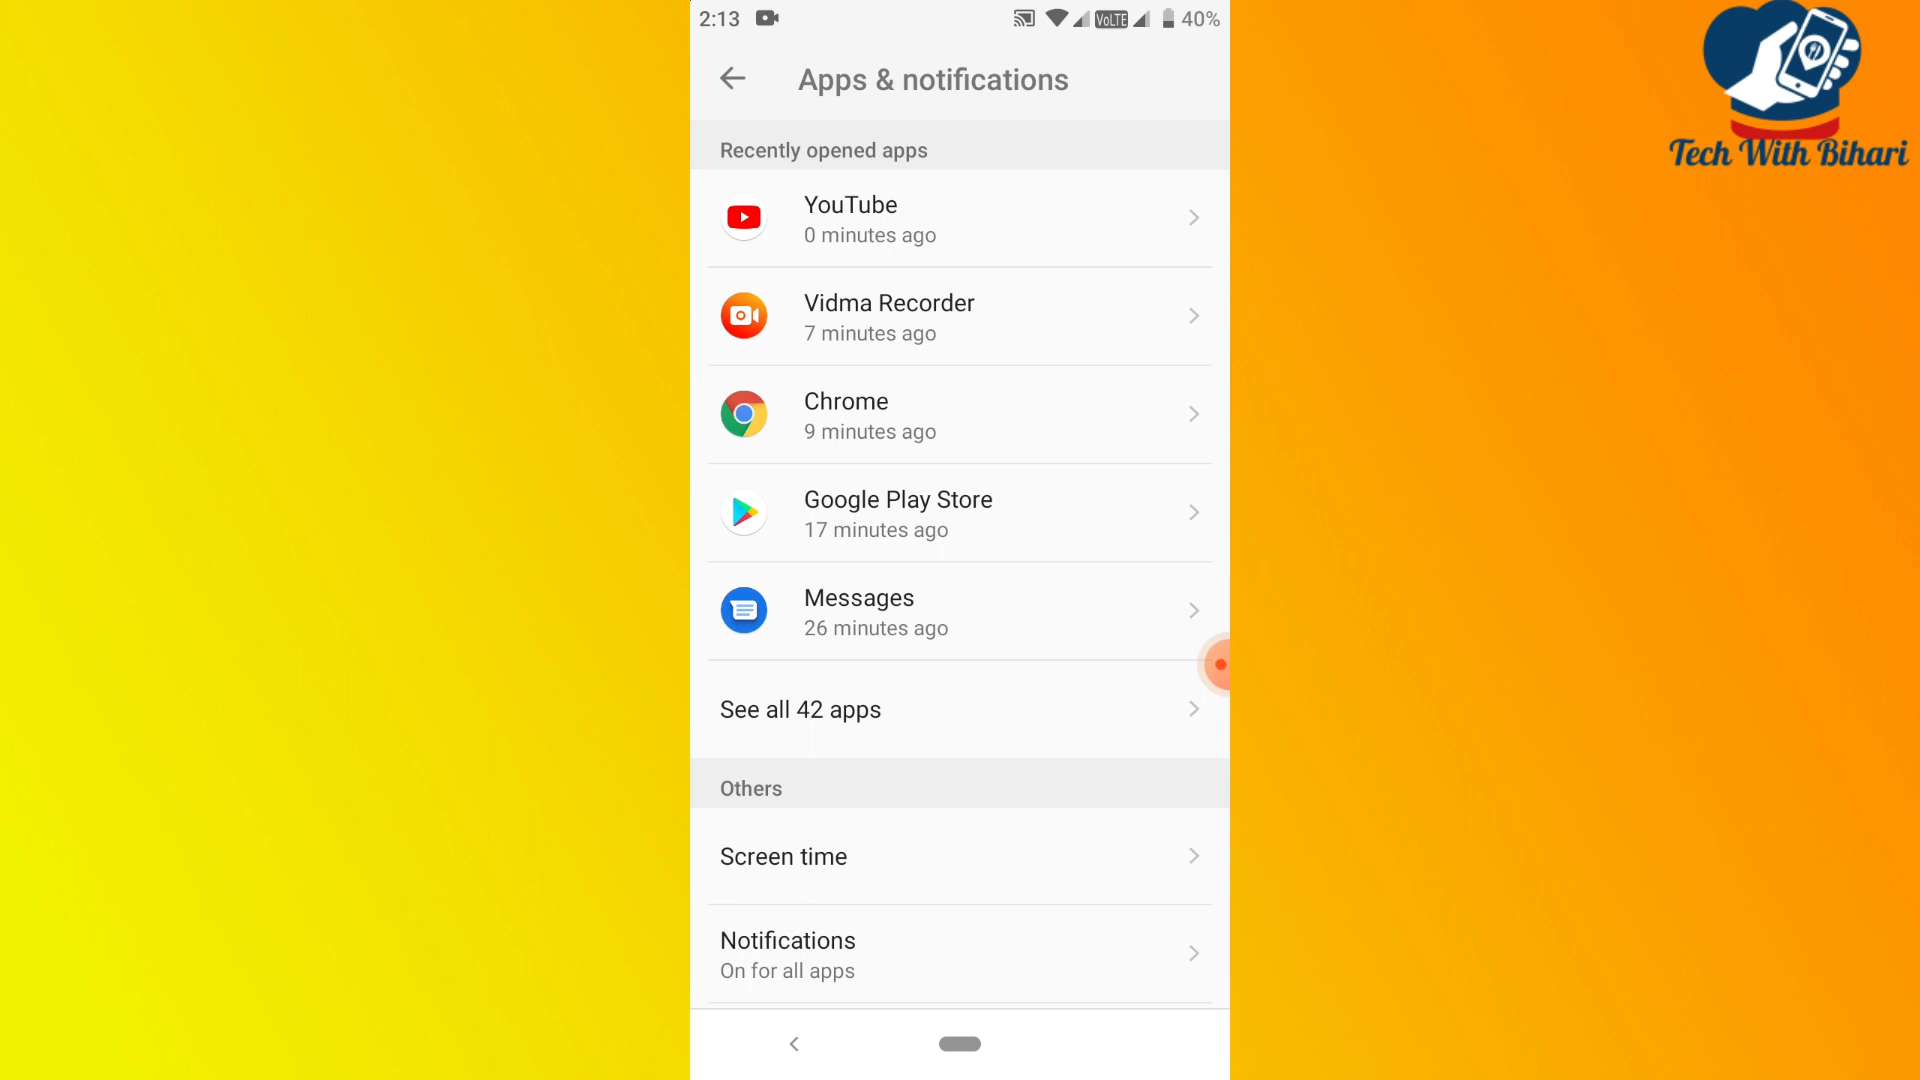 2:13
VoLTE
40%
Tech With Bihari
Apps & notifications
Recently opened apps
YouTube
0 minutes ago
Vidma Recorder
7 minutes ago
Chrome
9 minutes ago
Google Play Store
17 minutes ago
Messages
26 minutes ago
See all 42 apps
Others
Screen time
Notifications
On for all apps